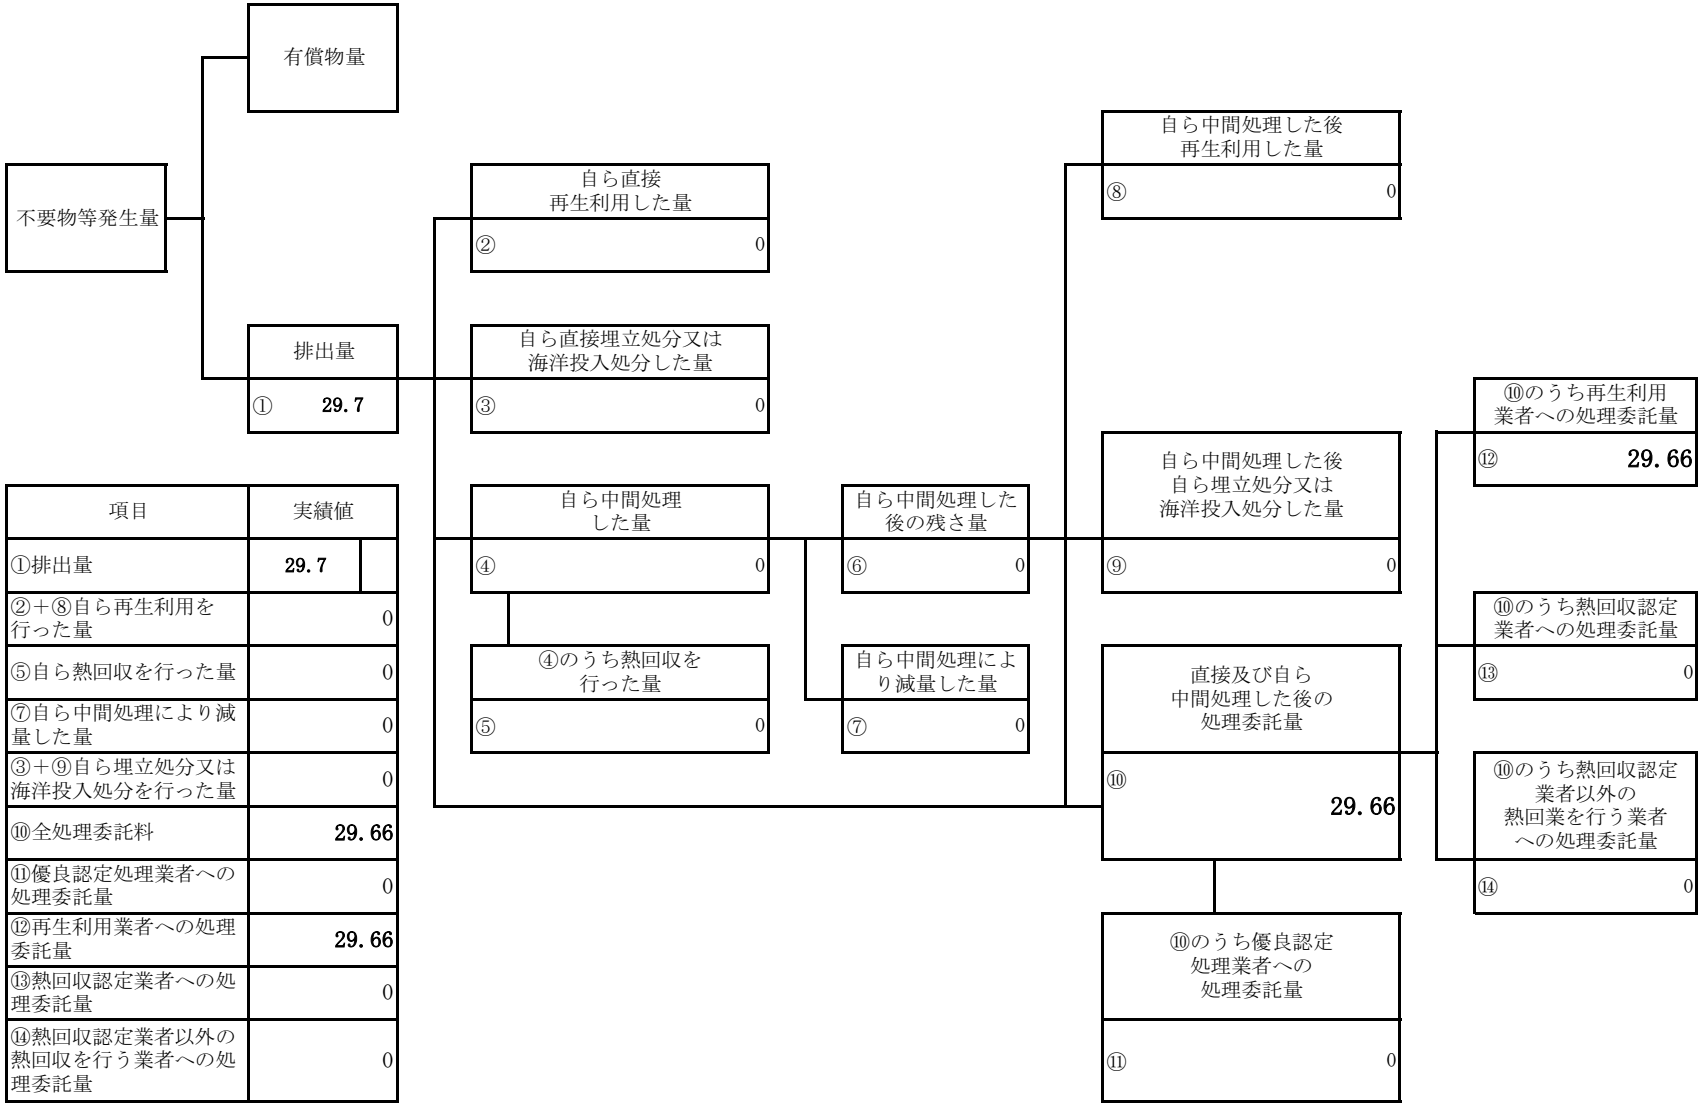 有償物量
不要物等発生量
排出量
① 29.7
自ら直接
再生利用した量
② 0
自ら直接埋立処分又は
海洋投入処分した量
③ 0
自ら中間処理
した量
④ 0
④のうち熱回収を
行った量
⑤ 0
自ら中間処理した
後の残さ量
⑥ 0
自ら中間処理によ
り減量した量
⑦ 0
自ら中間処理した後
再生利用した量
⑧ 0
自ら中間処理した後
自ら埋立処分又は
海洋投入処分した量
⑨ 0
直接及び自ら
中間処理した後の
処理委託量
⑩
29.66
⑩のうち優良認定
処理業者への
処理委託量
⑪ 0
⑩のうち再生利用
業者への処理委託量
⑫ 29.66
⑩のうち熱回収認定
業者への処理委託量
⑬ 0
⑩のうち熱回収認定
業者以外の
熱回業を行う業者
への処理委託量
⑭ 0
項目 実績値
①排出量 29.7
②＋⑧自ら再生利用を
行った量 0
⑤自ら熱回収を行った量 0
⑦自ら中間処理により減
量した量 0
③＋⑨自ら埋立処分又は
海洋投入処分を行った量 0
⑩全処理委託料 29.66
⑪優良認定処理業者への
処理委託量 0
⑫再生利用業者への処理
委託量 29.66
⑬熱回収認定業者への処
理委託量 0
⑭熱回収認定業者以外の
熱回収を行う業者への処
理委託量 0